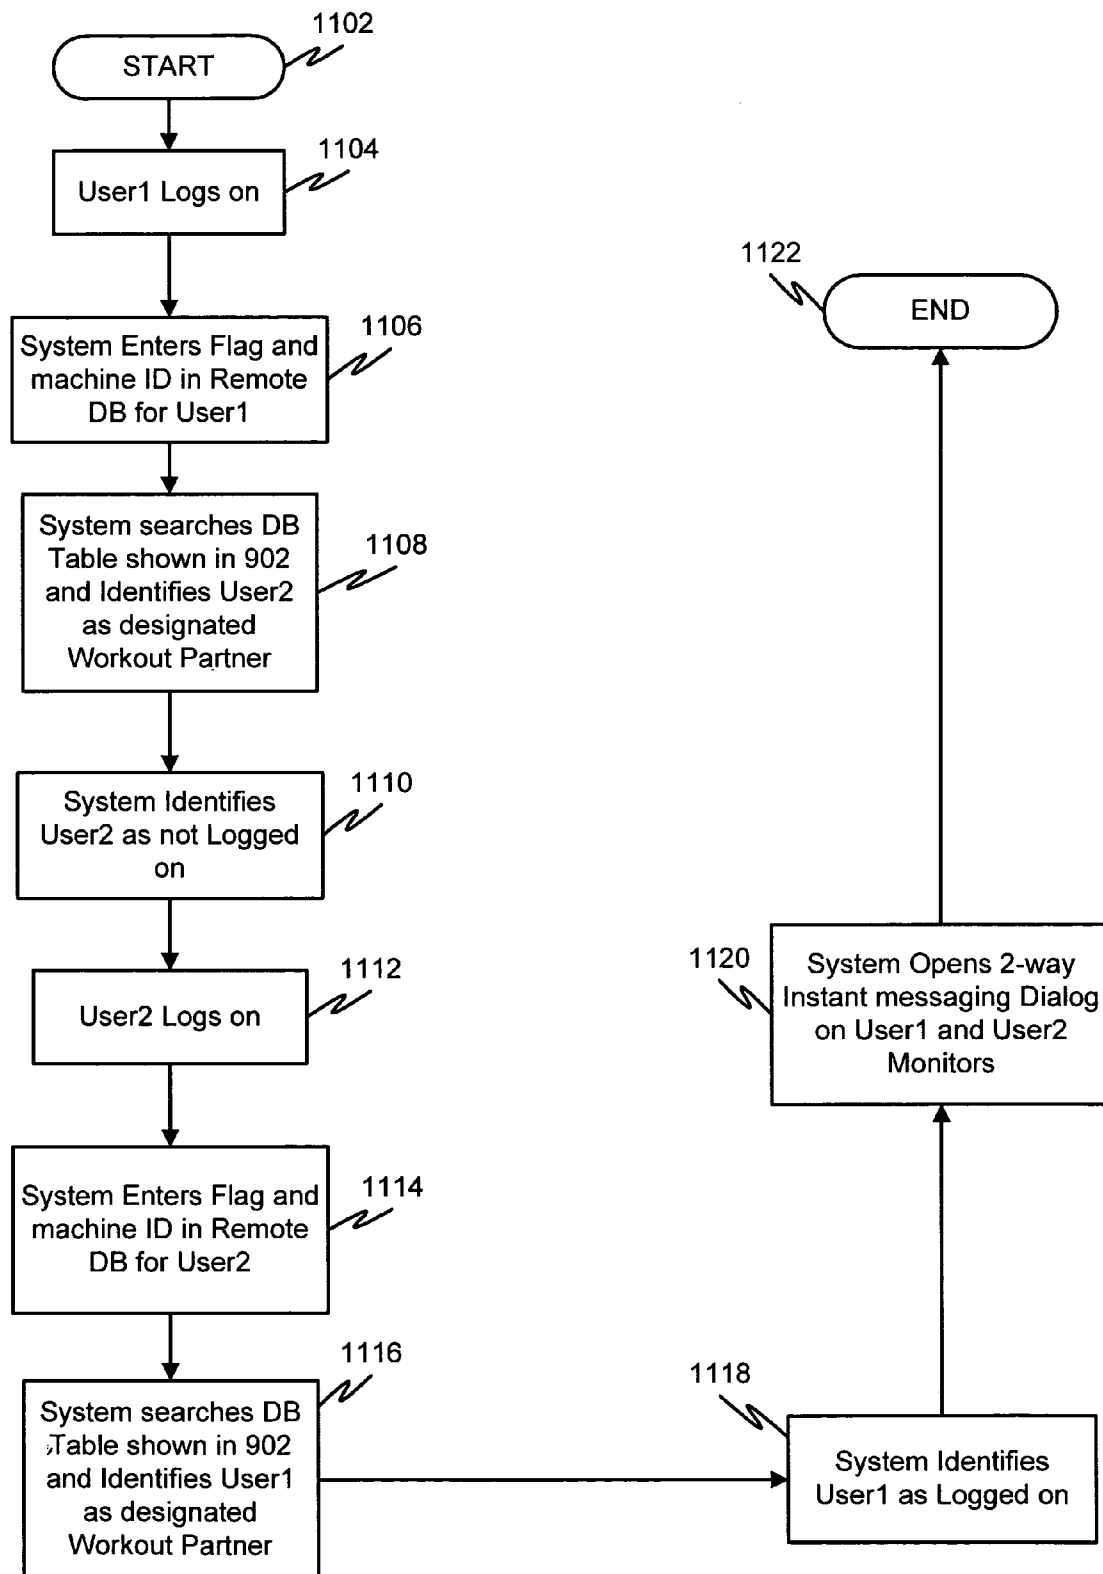 1102
START
1104
User1 Logs on
1106
System Enters Flag and
machine ID in Remote
DB for User1
1108
System searches DB
Table shown in 902
and Identifies User2
as designated
Workout Partner
1110
System Identifies
User2 as not Logged
on
1112
User2 Logs on
1114
System Enters Flag and
machine ID in Remote
DB for User2
1116
System searches DB
Table shown in 902
and Identifies User1
as designated
Workout Partner
1118
System Identifies
User1 as Logged on
1120
System Opens 2-way
Instant messaging Dialog
on User1 and User2
Monitors
1122
END